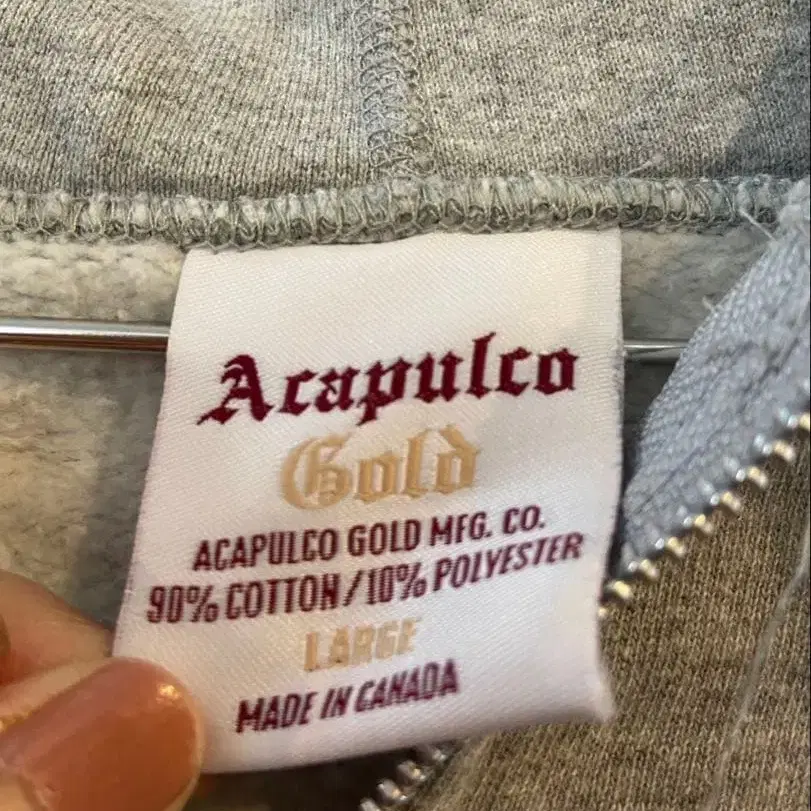 Acapulco
Gold
ACAPULCO GOLD MFG. CO.
90% COTTON/10% POLYESTER
LARGE
MADE IN CANADA